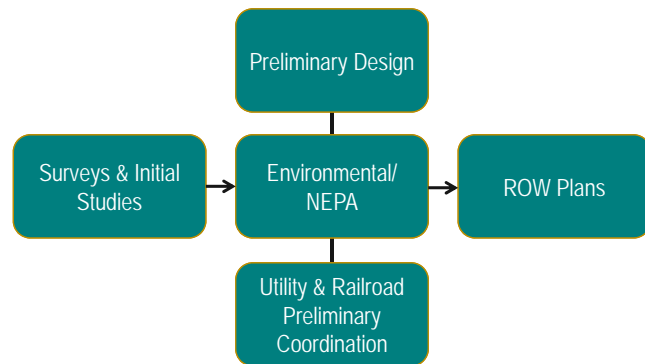 Preliminary Design
Surveys & Initial
Studies
Environmental/
NEPA
ROW Plans
Utility & Railroad
Preliminary
Coordination